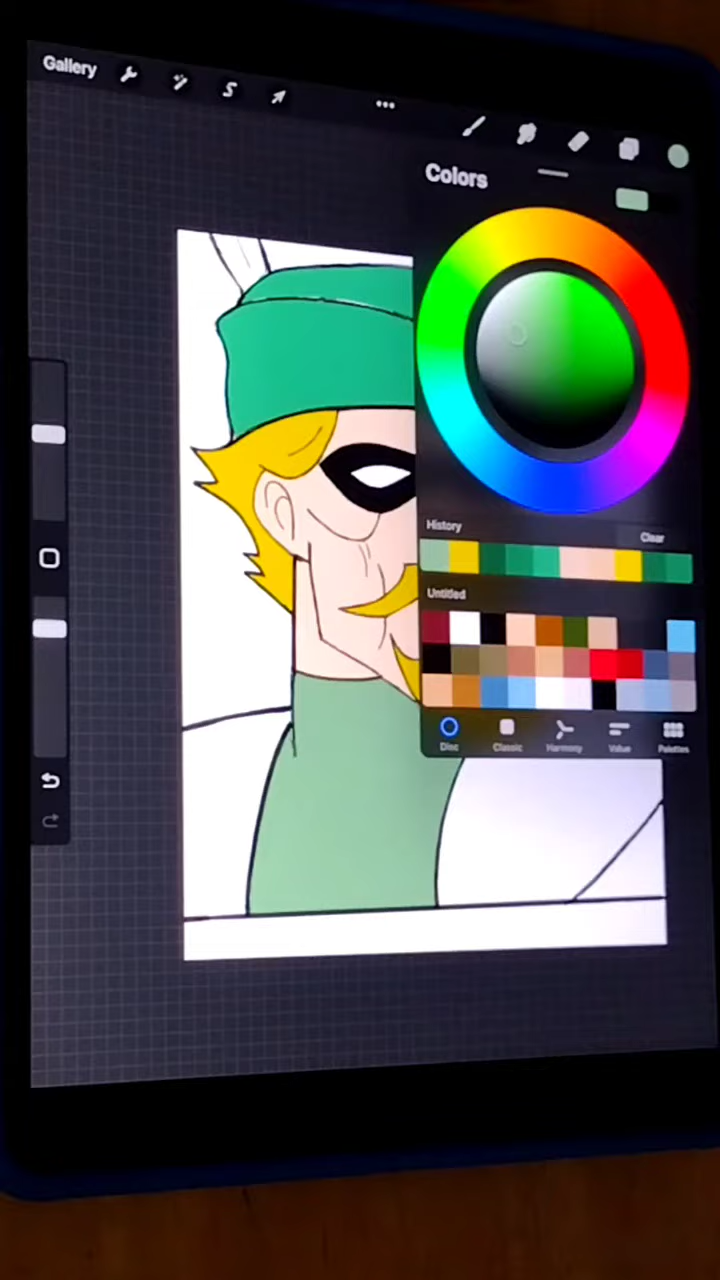 Gallery
Colors
History
Clear
Untitled
Disc
Classic
Harmony
Value
Palettes